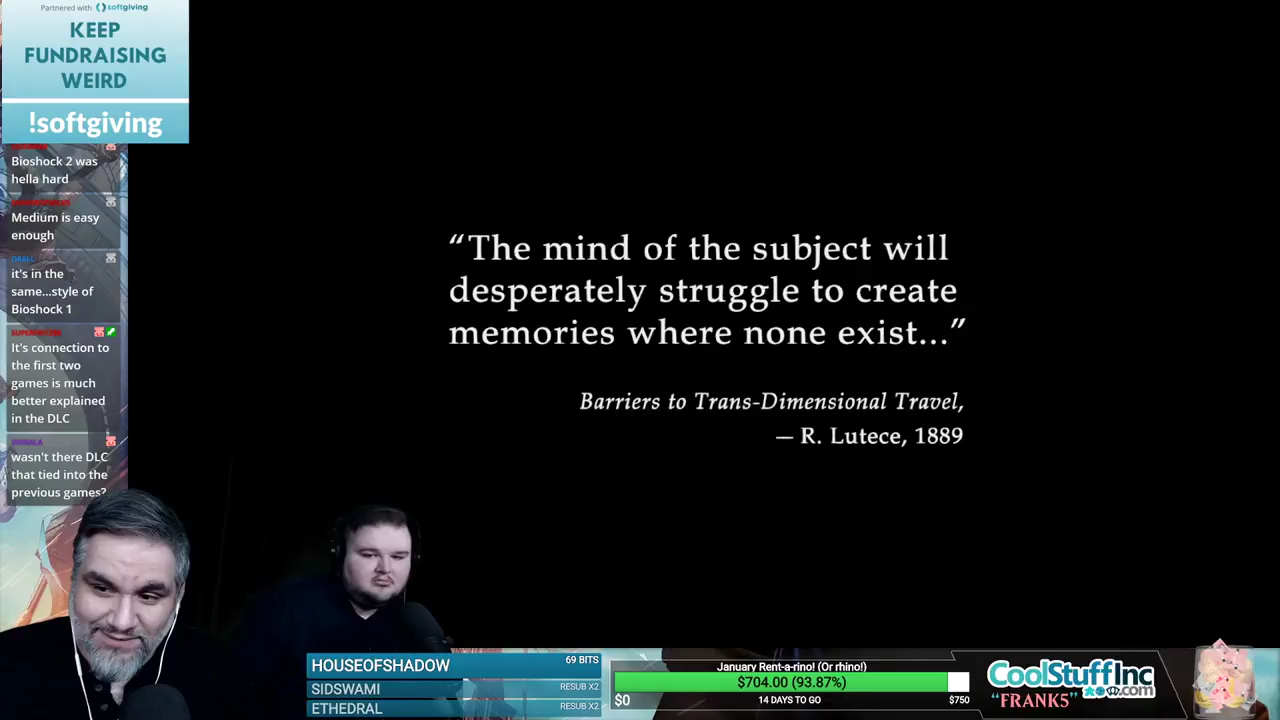 Partnered with softgiving
KEEP
FUNDRAISING
WEIRD
!softgiving
Bioshock 2 was
hella hard
Medium is easy
enough
ORALL
it's in the
same...style of
Bioshock 1
It's connection to
the first two
games is much
better explained
in the DLC
wasn't there DLC
that tied into the
previous games?
“The mind of the subject will
desperately struggle to create
memories where none exist...”
Barriers to Trans-Dimensional Travel,
— R. Lutece, 1889
HOUSEOFSHADOW 69 BITS
SIDSWAMI RESUB X2
ETHEDRAL RESUB X2
January Rent-a-rino! (Or rhino!)
$704.00 (93.87%)
$0 14 DAYS TO GO $750
CoolStuffInc
.com
“FRANK5”